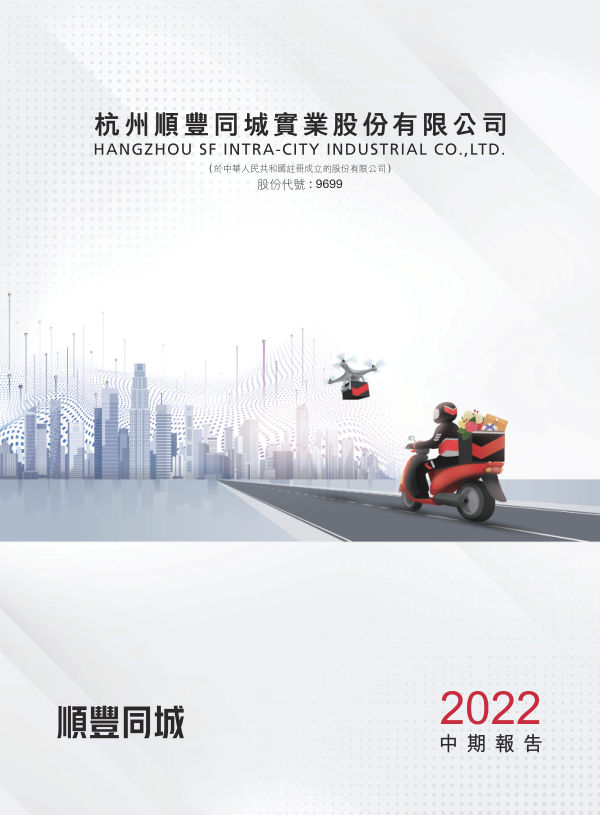 杭州順豐同城實業股份有限公司
HANGZHOU SF INTRA-CITY INDUSTRIAL CO.,LTD.
(於中華人民共和國註冊成立的股份有限公司)
股份代號 : 9699
順豐同城
2022
中期報告